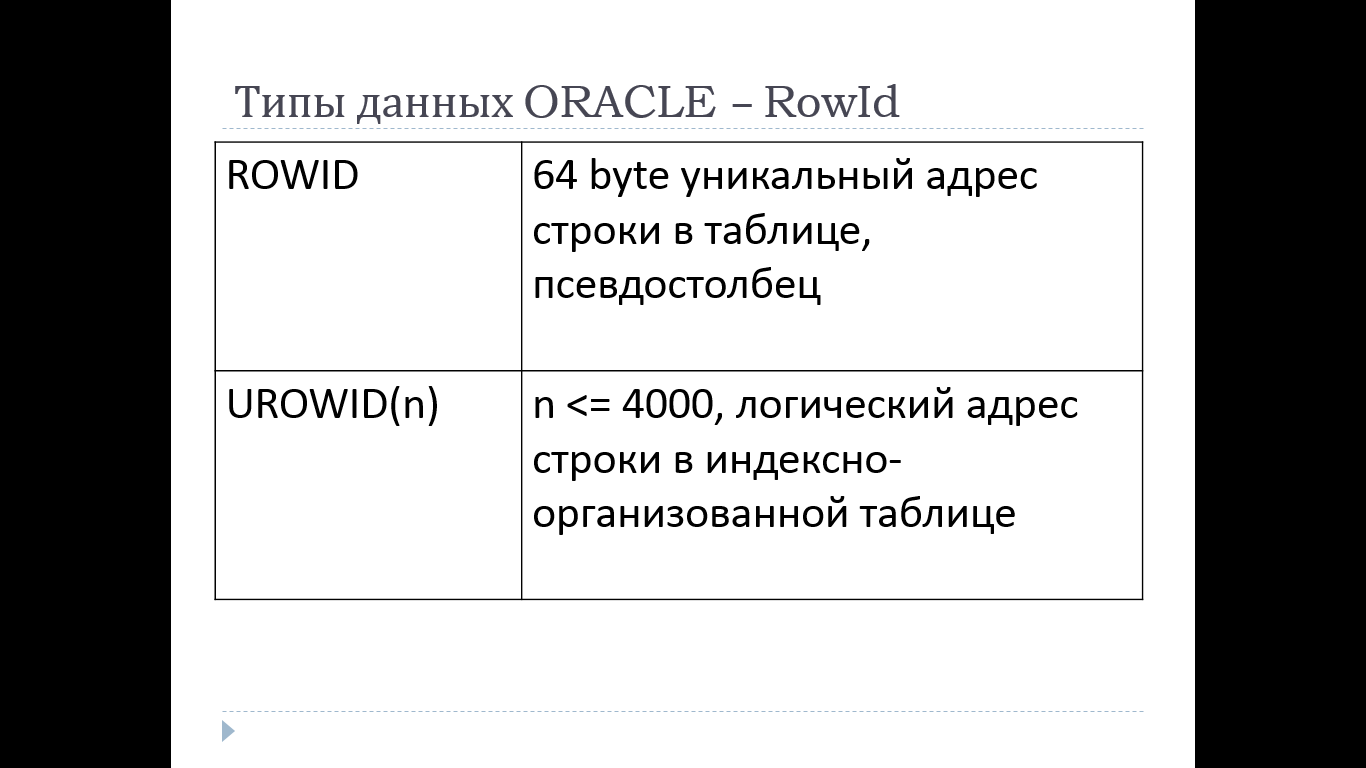 Типы данных ORACLE – RowId
ROWID
64 byte уникальный адрес
строки в таблице,
псевдостолбец
UROWID(n)
n <= 4000, логический адрес
строки в индексно-
организованной таблице